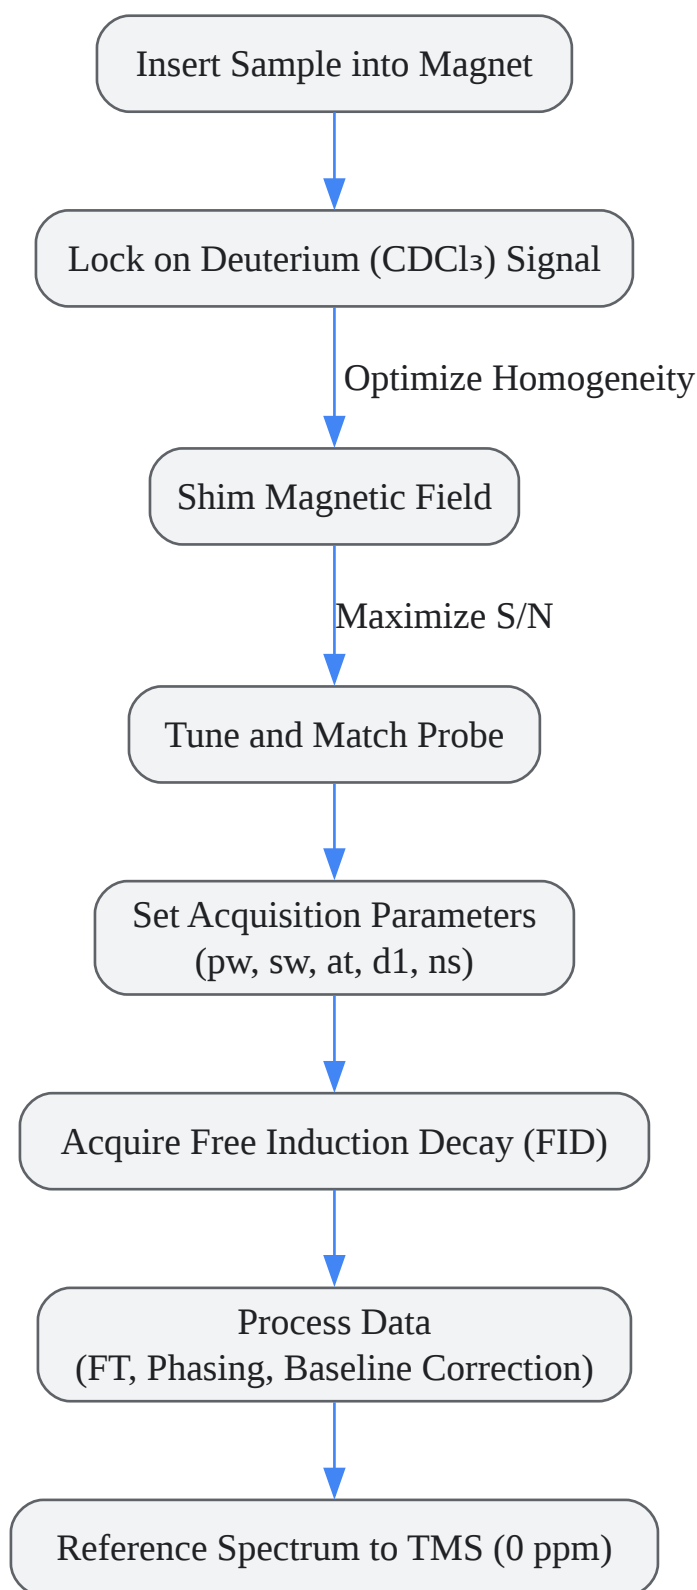 Insert Sample into Magnet
Lock on Deuterium (CDCl₃) Signal
Optimize Homogeneity
Shim Magnetic Field
Maximize S/N
Tune and Match Probe
Set Acquisition Parameters
(pw, sw, at, d1, ns)
Acquire Free Induction Decay (FID)
Process Data
(FT, Phasing, Baseline Correction)
Reference Spectrum to TMS (0 ppm)